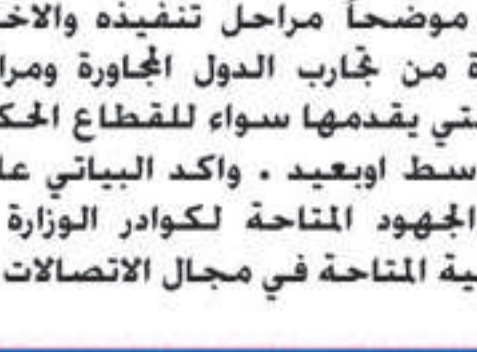 موضحاً مراحل تنفيذه والاخ
ة من تجارب الدول المجاورة ومرا
تي يقدمها سواء للقطاع الحك
سط اوبعيد . واكد البياتي عل
الجهود المتاحة لكوادر الوزارة
ية المتاحة في مجال الاتصالات